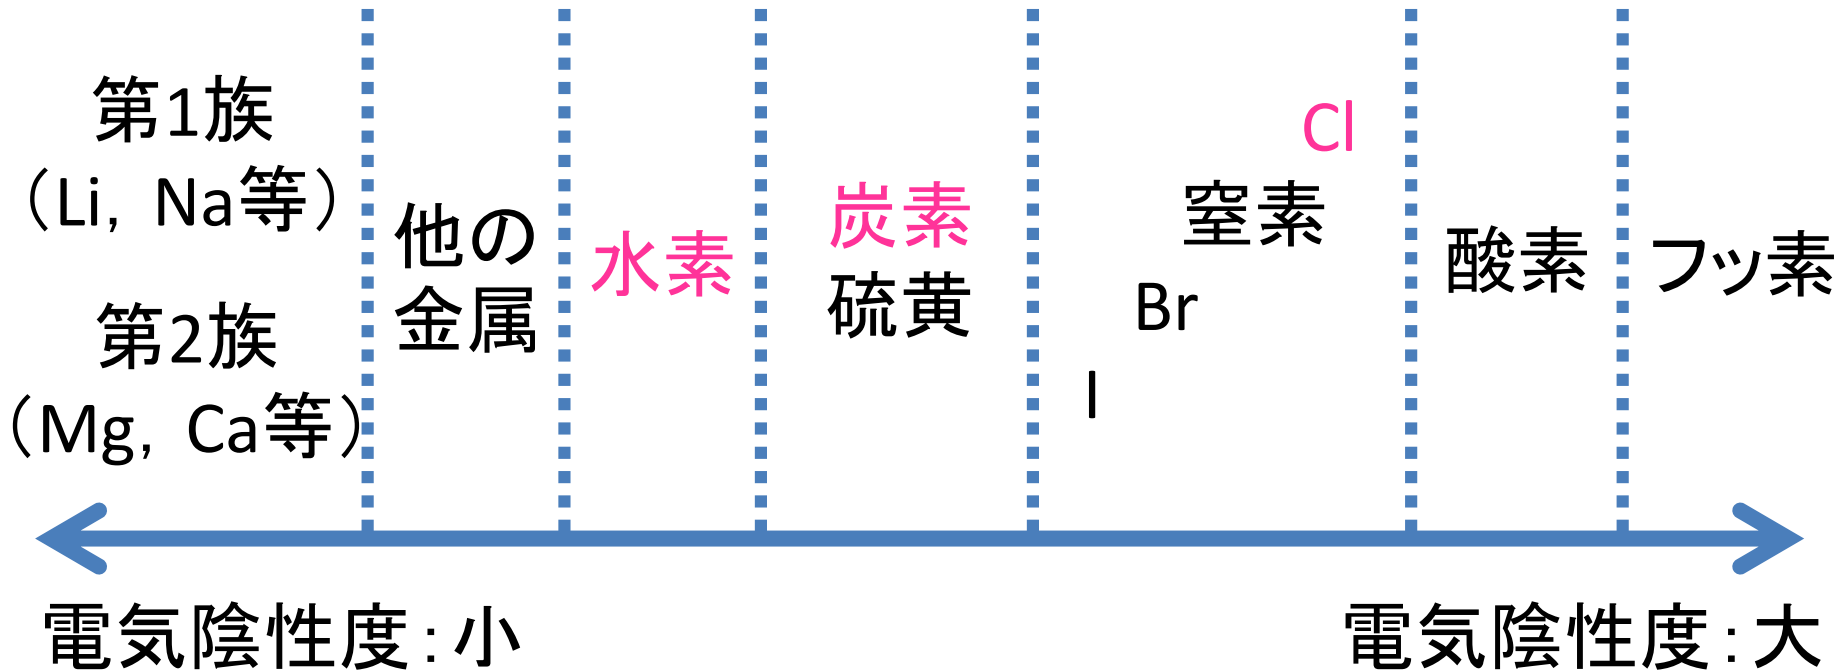 第1族
（Li, Na等）
第2族
（Mg, Ca等）
他の
金属
水素
炭素
硫黄
Cl
窒素
Br
I
酸素
フッ素
電気陰性度：小
電気陰性度：大